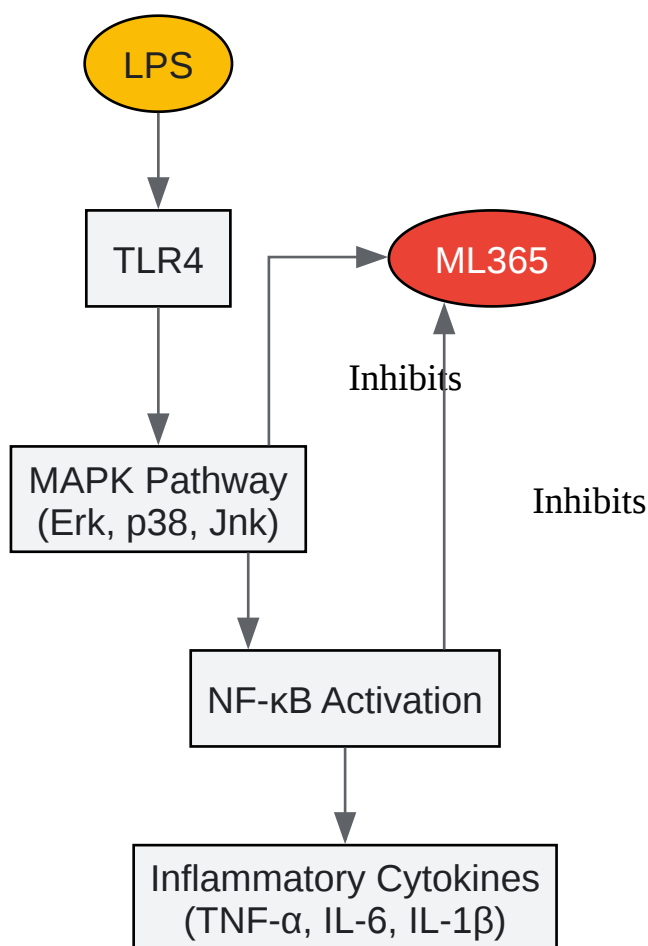 LPS
TLR4
ML365
Inhibits
MAPK Pathway
(Erk, p38, Jnk)
Inhibits
NF-κB Activation
Inflammatory Cytokines
(TNF-α, IL-6, IL-1β)